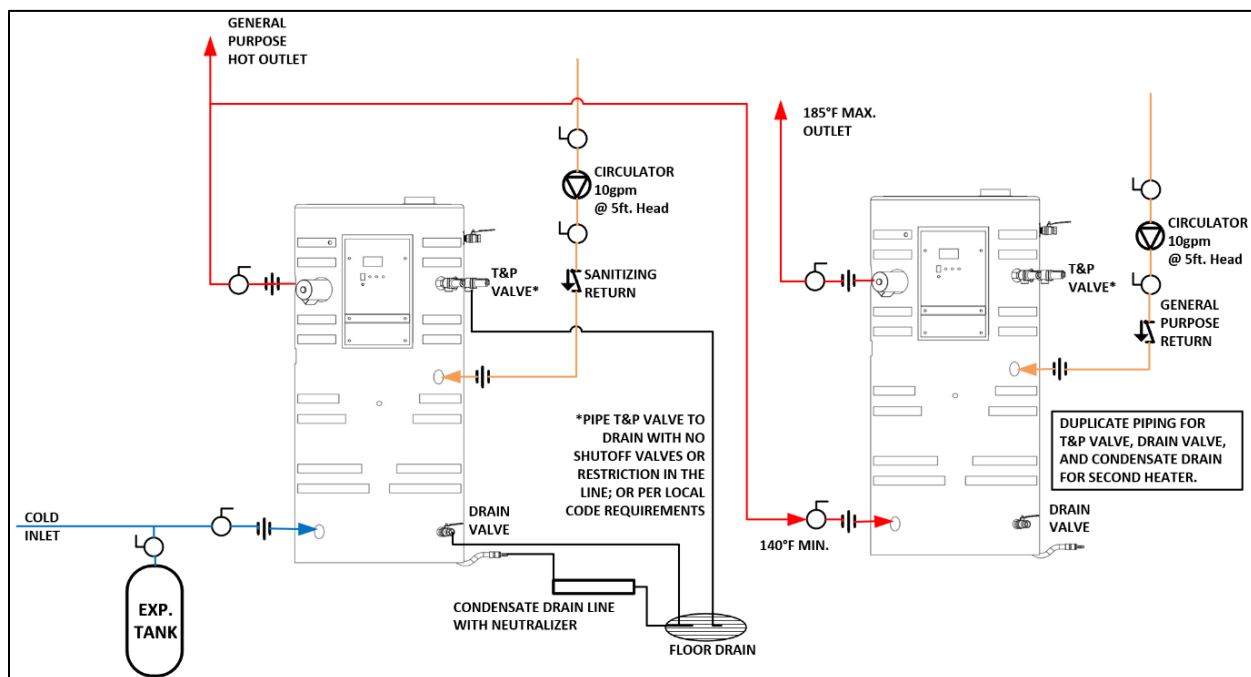 GENERAL
PURPOSE
HOT OUTLET
185°F MAX.
OUTLET
CIRCULATOR
10gpm
@ 5ft. Head
CIRCULATOR
10gpm
@ 5ft. Head
T&P
VALVE*
SANITIZING
RETURN
T&P
VALVE*
GENERAL
PURPOSE
RETURN
*PIPE T&P VALVE TO
DRAIN WITH NO
SHUTOFF VALVES OR
RESTRICTION IN THE
LINE; OR PER LOCAL
CODE REQUIREMENTS
DUPLICATE PIPING FOR
T&P VALVE, DRAIN VALVE,
AND CONDENSATE DRAIN
FOR SECOND HEATER.
COLD
INLET
DRAIN
VALVE
140°F MIN.
DRAIN
VALVE
EXP.
TANK
CONDENSATE DRAIN LINE
WITH NEUTRALIZER
FLOOR DRAIN